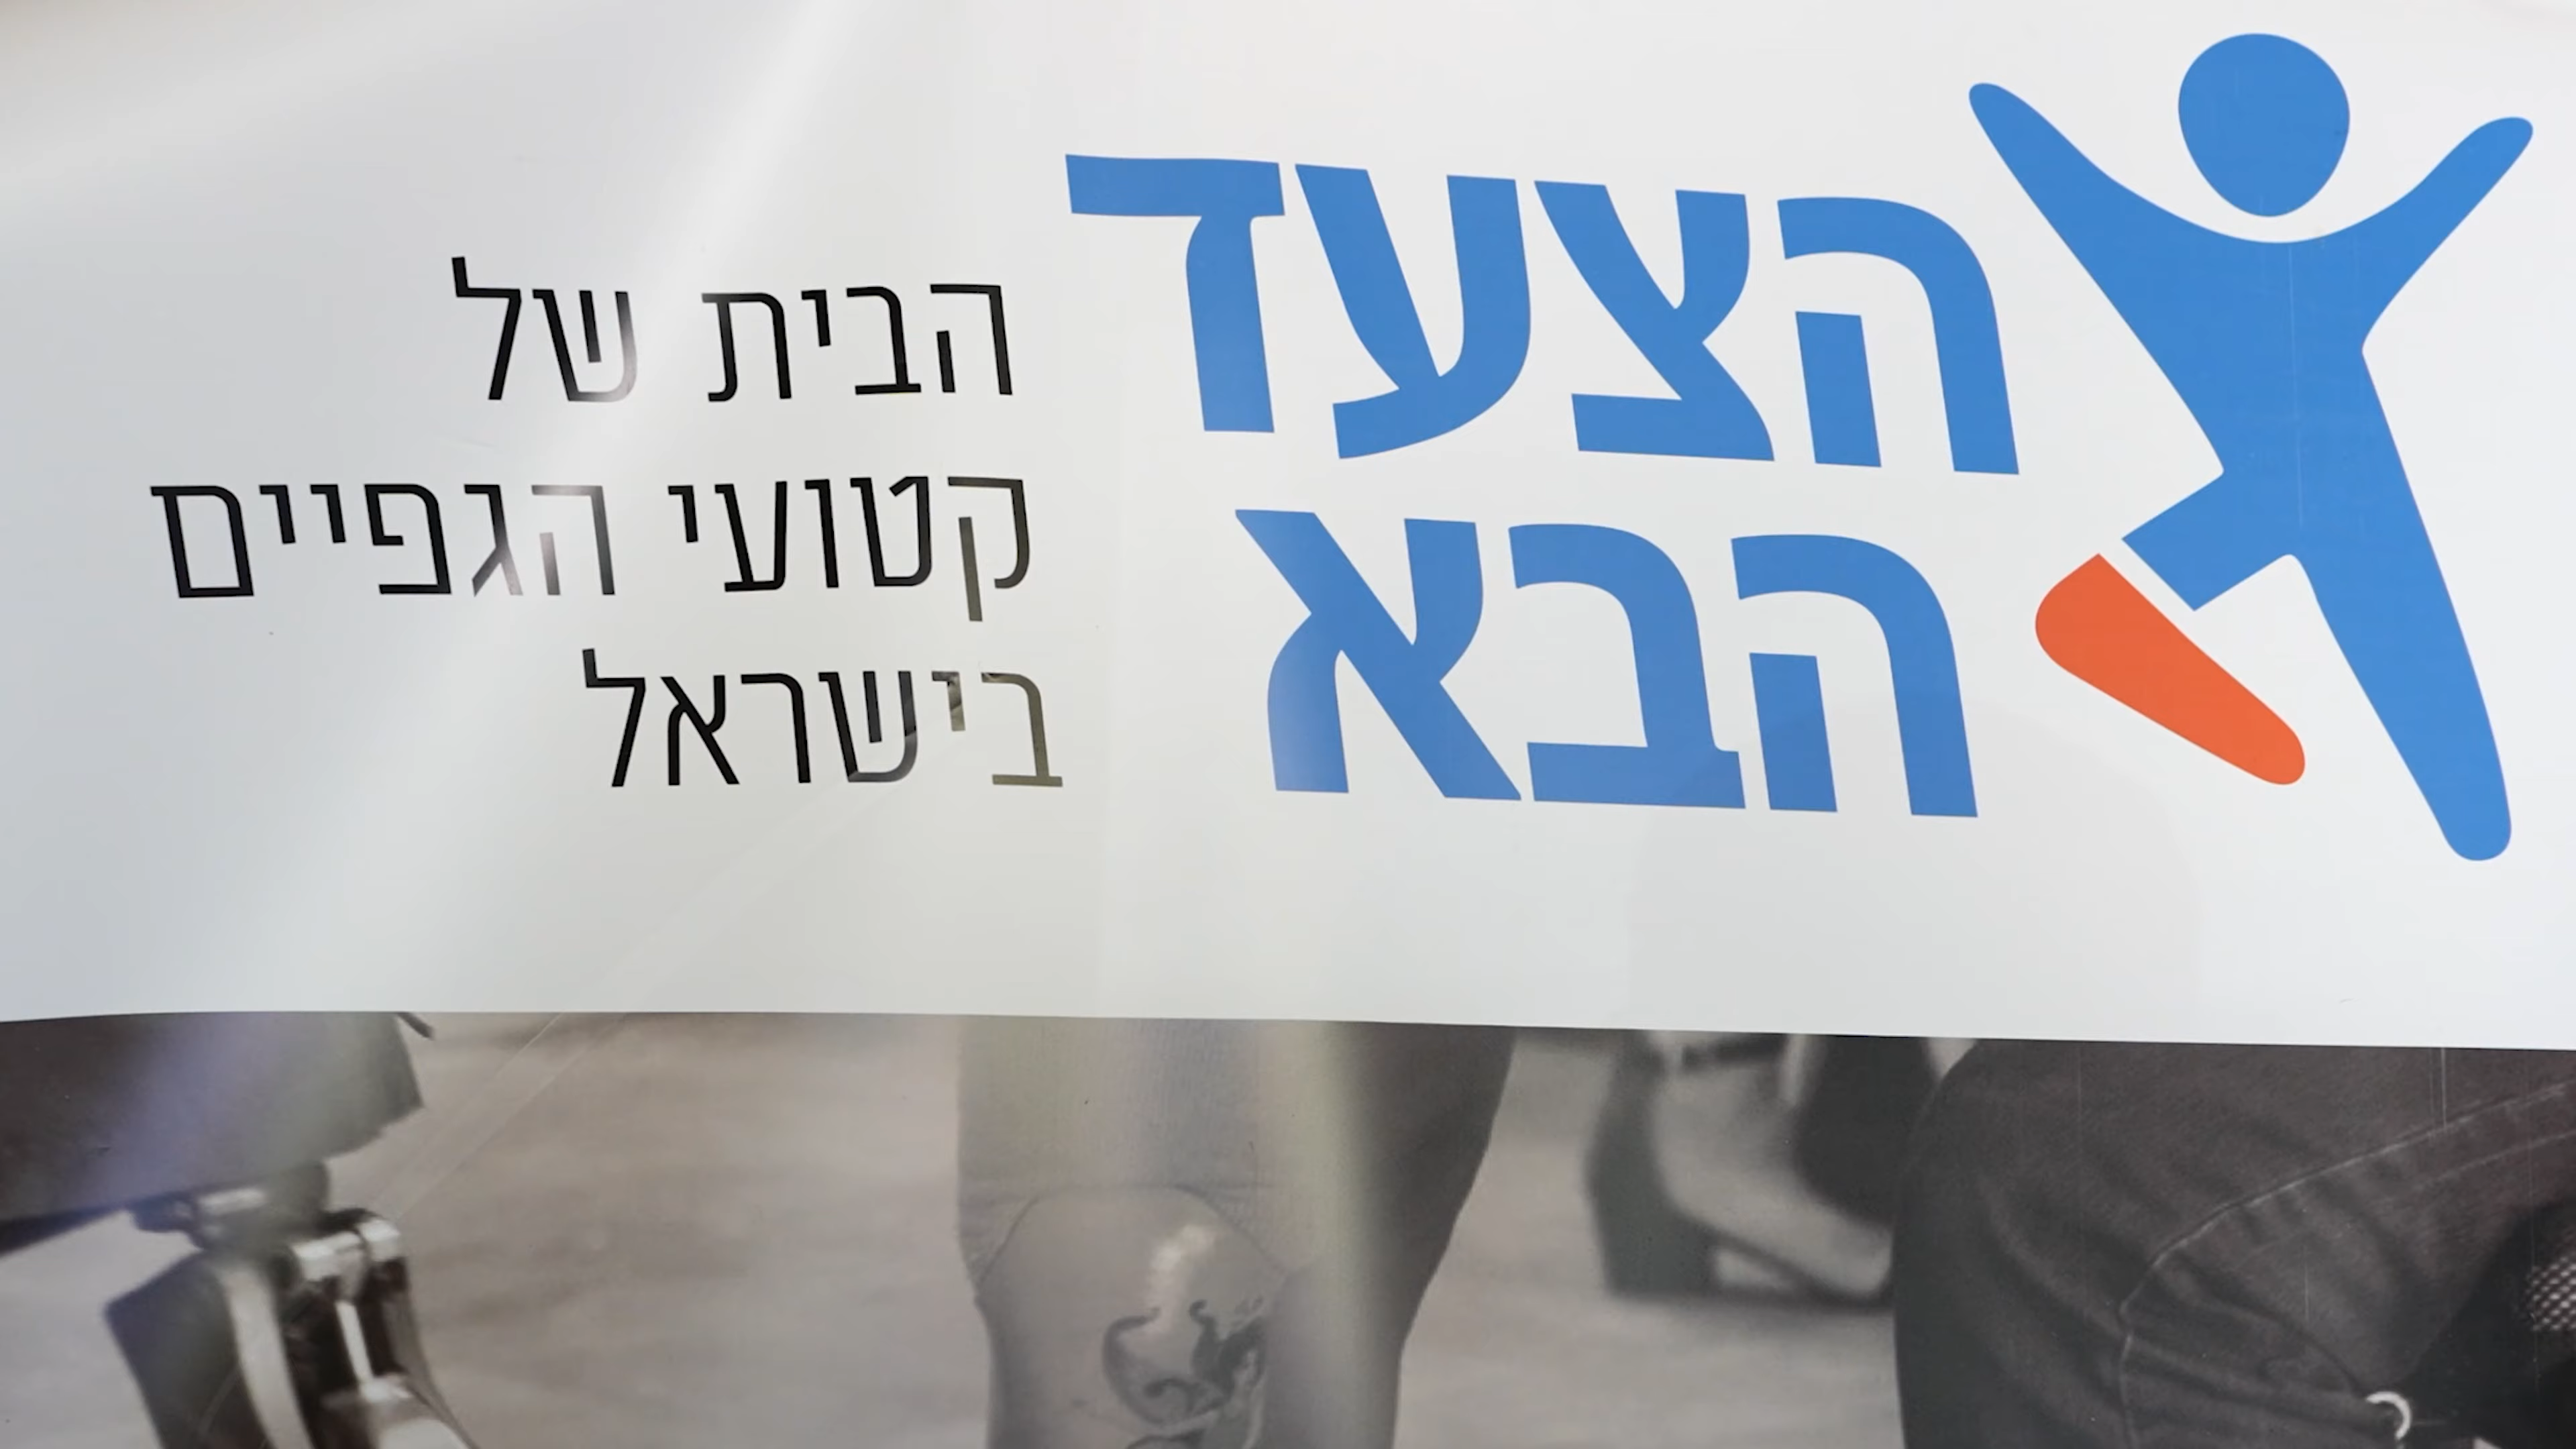 הצעד
הבא
הבית של
קטועי הגפיים
בישראל